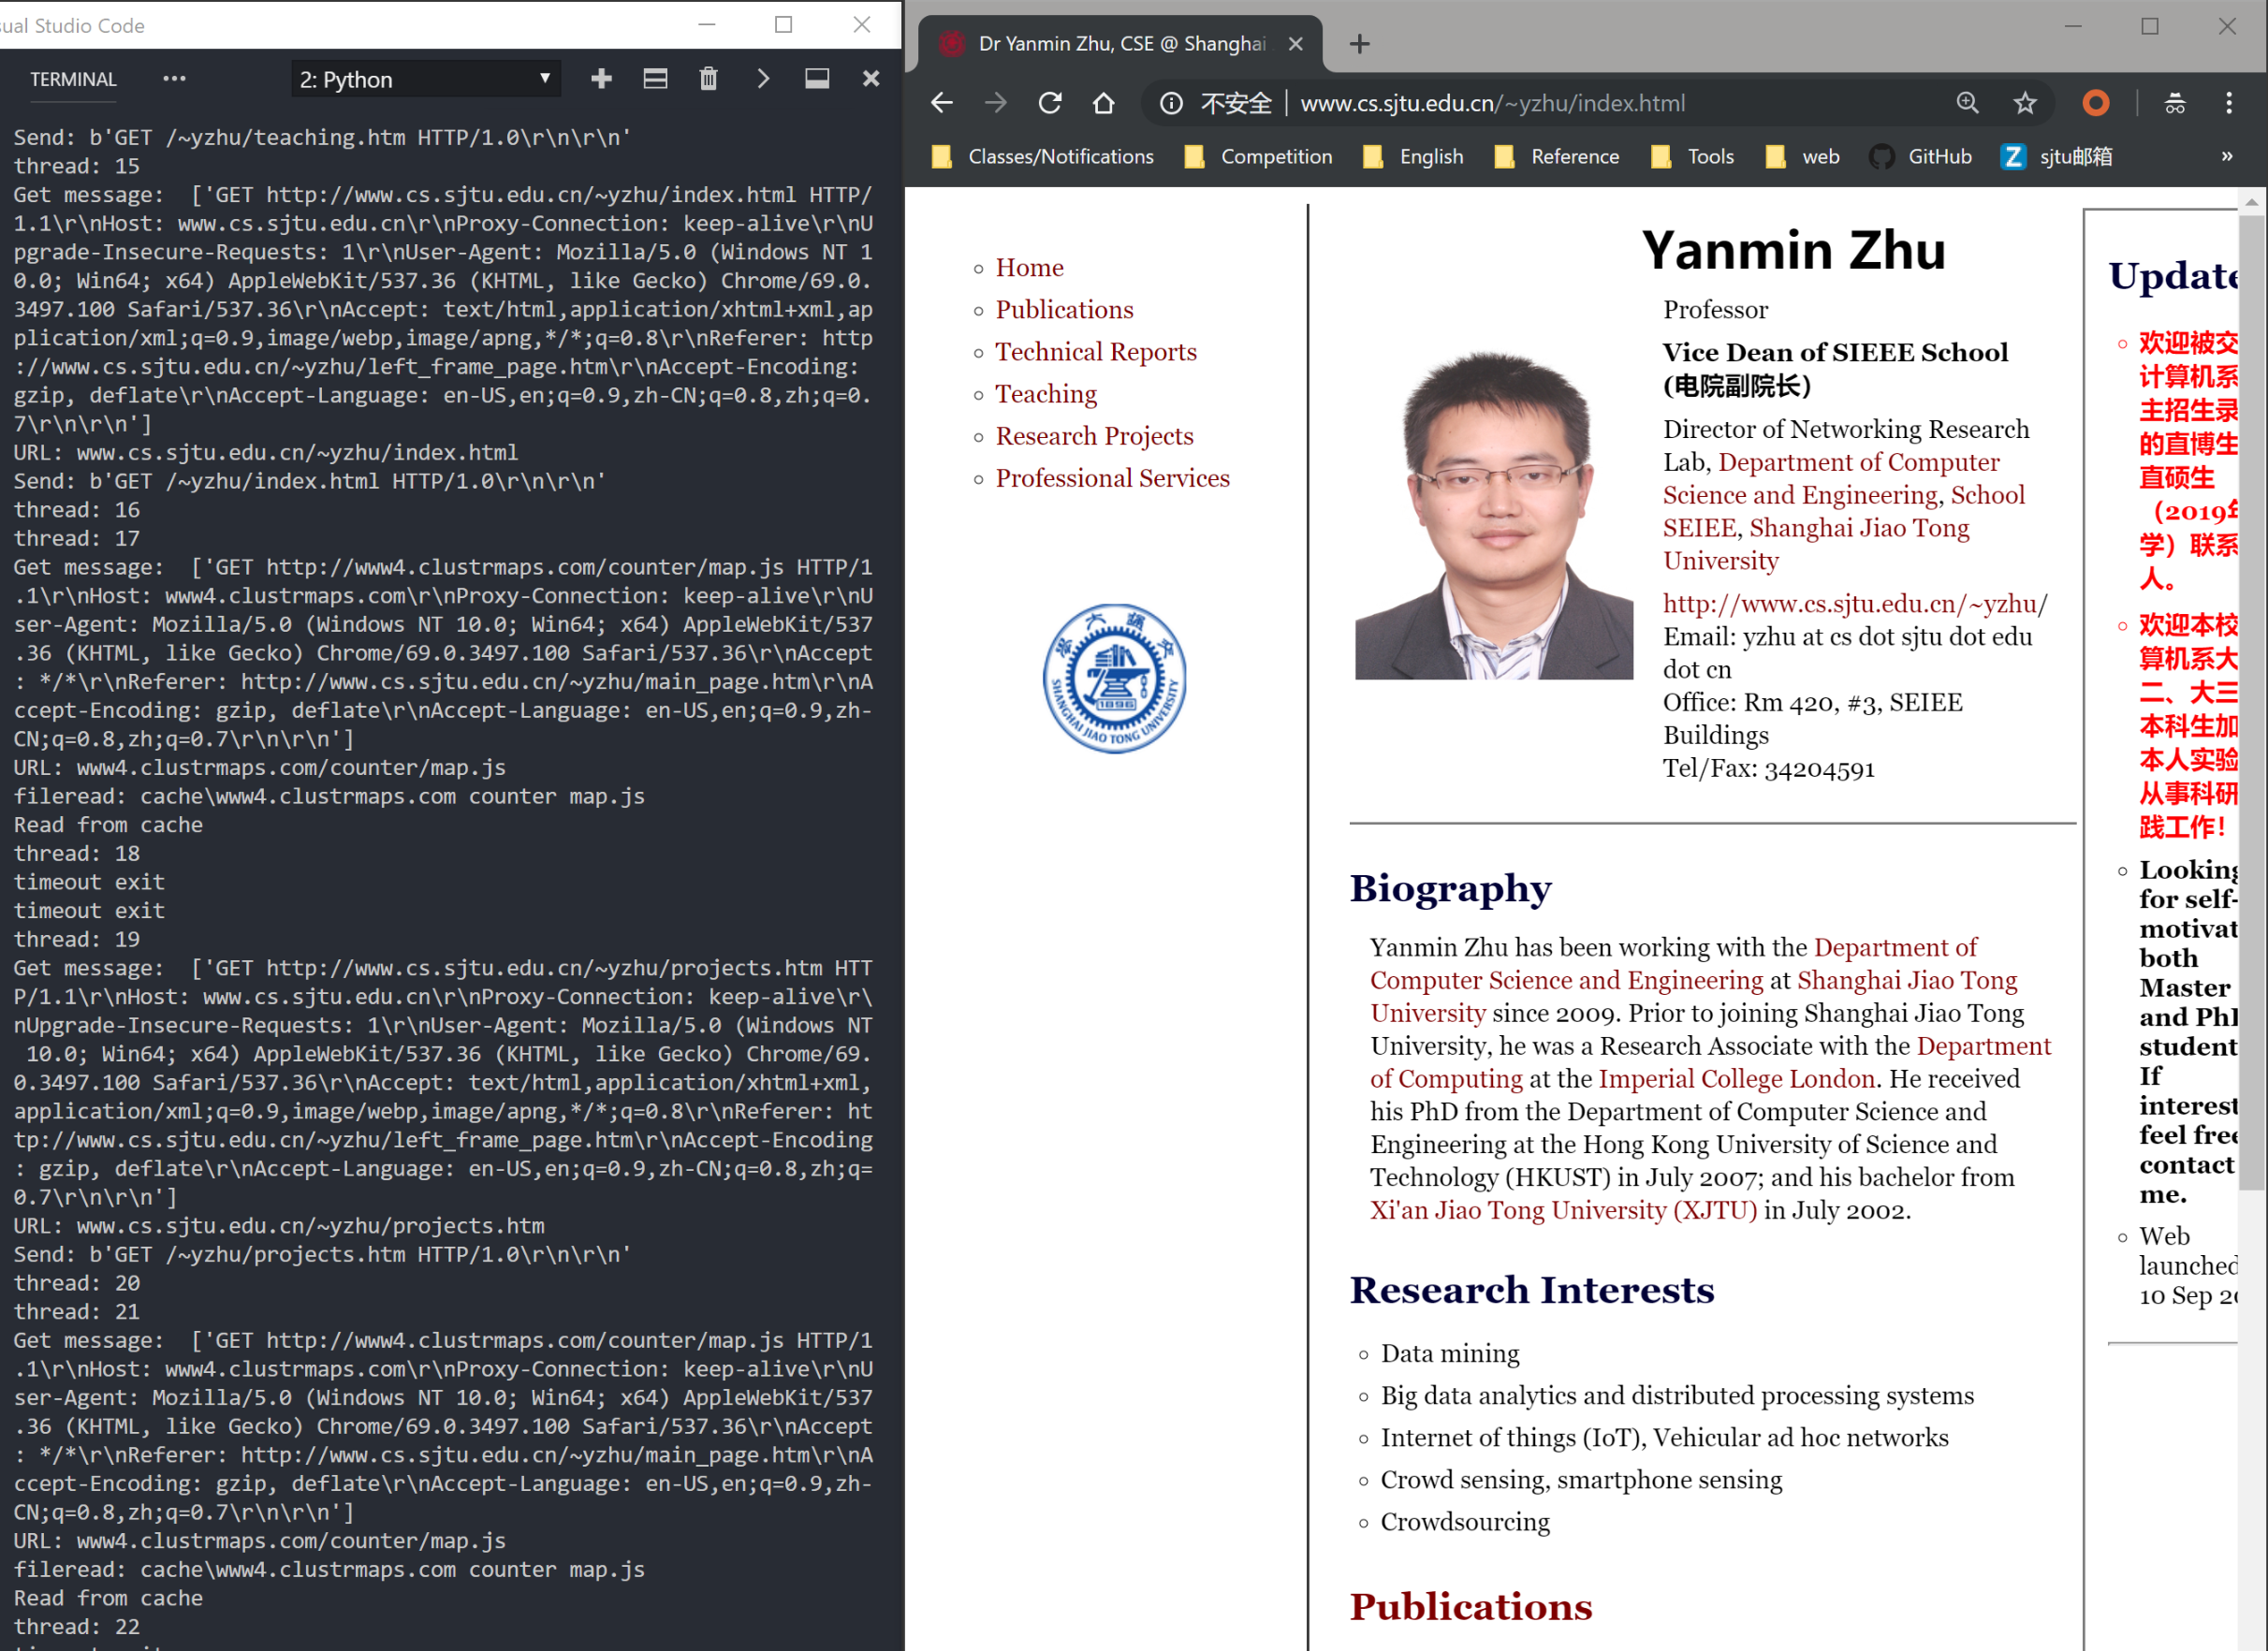 sual Studio Code
TERMINAL ••• 2: Python
Send: b'GET /~yzhu/teaching.htm HTTP/1.0\r\n\r\n'
thread: 15
Get message:  ['GET http://www.cs.sjtu.edu.cn/~yzhu/index.html HTTP/
1.1\r\nHost: www.cs.sjtu.edu.cn\r\nProxy-Connection: keep-alive\r\nU
pgrade-Insecure-Requests: 1\r\nUser-Agent: Mozilla/5.0 (Windows NT 1
0.0; Win64; x64) AppleWebKit/537.36 (KHTML, like Gecko) Chrome/69.0.
3497.100 Safari/537.36\r\nAccept: text/html,application/xhtml+xml,ap
plication/xml;q=0.9,image/webp,image/apng,*/*;q=0.8\r\nReferer: http
://www.cs.sjtu.edu.cn/~yzhu/left_frame_page.htm\r\nAccept-Encoding:
gzip, deflate\r\nAccept-Language: en-US,en;q=0.9,zh-CN;q=0.8,zh;q=0.
7\r\n\r\n']
URL: www.cs.sjtu.edu.cn/~yzhu/index.html
Send: b'GET /~yzhu/index.html HTTP/1.0\r\n\r\n'
thread: 16
thread: 17
Get message:  ['GET http://www4.clustrmaps.com/counter/map.js HTTP/1
.1\r\nHost: www4.clustrmaps.com\r\nProxy-Connection: keep-alive\r\nU
ser-Agent: Mozilla/5.0 (Windows NT 10.0; Win64; x64) AppleWebKit/537
.36 (KHTML, like Gecko) Chrome/69.0.3497.100 Safari/537.36\r\nAccept
: */*\r\nReferer: http://www.cs.sjtu.edu.cn/~yzhu/main_page.htm\r\nA
ccept-Encoding: gzip, deflate\r\nAccept-Language: en-US,en;q=0.9,zh-
CN;q=0.8,zh;q=0.7\r\n\r\n']
URL: www4.clustrmaps.com/counter/map.js
fileread: cache\www4.clustrmaps.com counter map.js
Read from cache
thread: 18
timeout exit
timeout exit
thread: 19
Get message:  ['GET http://www.cs.sjtu.edu.cn/~yzhu/projects.htm HTT
P/1.1\r\nHost: www.cs.sjtu.edu.cn\r\nProxy-Connection: keep-alive\r\
nUpgrade-Insecure-Requests: 1\r\nUser-Agent: Mozilla/5.0 (Windows NT
 10.0; Win64; x64) AppleWebKit/537.36 (KHTML, like Gecko) Chrome/69.
0.3497.100 Safari/537.36\r\nAccept: text/html,application/xhtml+xml,
application/xml;q=0.9,image/webp,image/apng,*/*;q=0.8\r\nReferer: ht
tp://www.cs.sjtu.edu.cn/~yzhu/left_frame_page.htm\r\nAccept-Encoding
: gzip, deflate\r\nAccept-Language: en-US,en;q=0.9,zh-CN;q=0.8,zh;q=
0.7\r\n\r\n']
URL: www.cs.sjtu.edu.cn/~yzhu/projects.htm
Send: b'GET /~yzhu/projects.htm HTTP/1.0\r\n\r\n'
thread: 20
thread: 21
Get message:  ['GET http://www4.clustrmaps.com/counter/map.js HTTP/1
.1\r\nHost: www4.clustrmaps.com\r\nProxy-Connection: keep-alive\r\nU
ser-Agent: Mozilla/5.0 (Windows NT 10.0; Win64; x64) AppleWebKit/537
.36 (KHTML, like Gecko) Chrome/69.0.3497.100 Safari/537.36\r\nAccept
: */*\r\nReferer: http://www.cs.sjtu.edu.cn/~yzhu/main_page.htm\r\nA
ccept-Encoding: gzip, deflate\r\nAccept-Language: en-US,en;q=0.9,zh-
CN;q=0.8,zh;q=0.7\r\n\r\n']
URL: www4.clustrmaps.com/counter/map.js
fileread: cache\www4.clustrmaps.com counter map.js
Read from cache
thread: 22
Dr Yanmin Zhu, CSE @ Shanghai
不安全 www.cs.sjtu.edu.cn/~yzhu/index.html
Classes/Notifications Competition English Reference Tools web GitHub sjtu邮箱 »
Home
Publications
Technical Reports
Teaching
Research Projects
Professional Services
SHANGHAI JIAO TONG UNIVERSITY
1896
Yanmin Zhu
Professor
Vice Dean of SIEEE School
(电院副院长)
Director of Networking Research
Lab, Department of Computer
Science and Engineering, School
SEIEE, Shanghai Jiao Tong
University
http://www.cs.sjtu.edu.cn/~yzhu/
Email: yzhu at cs dot sjtu dot edu
dot cn
Office: Rm 420, #3, SEIEE
Buildings
Tel/Fax: 34204591
Biography
Yanmin Zhu has been working with the Department of
Computer Science and Engineering at Shanghai Jiao Tong
University since 2009. Prior to joining Shanghai Jiao Tong
University, he was a Research Associate with the Department
of Computing at the Imperial College London. He received
his PhD from the Department of Computer Science and
Engineering at the Hong Kong University of Science and
Technology (HKUST) in July 2007; and his bachelor from
Xi'an Jiao Tong University (XJTU) in July 2002.
Research Interests
Data mining
Big data analytics and distributed processing systems
Internet of things (IoT), Vehicular ad hoc networks
Crowd sensing, smartphone sensing
Crowdsourcing
Publications
Update
欢迎被交
计算机系
主招生录
的直博生
直硕生
（2019年
学）联系
人。
欢迎本校
算机系大
二、大三
本科生加
本人实验
从事科研
践工作!
Looking
for self-
motivat
both
Master
and PhD
student
If
interest
feel free
contact
me.
Web
launched
10 Sep 20